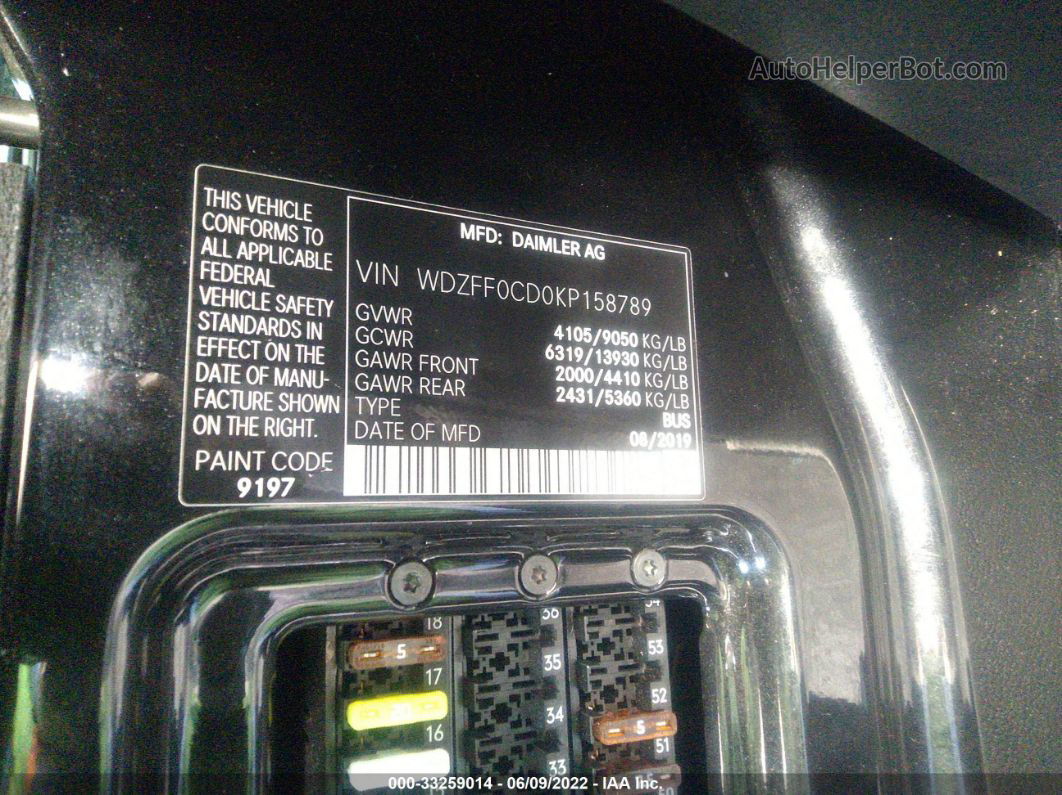 AutoHelperBot.com
THIS VEHICLE
CONFORMS TO
ALL APPLICABLE
FEDERAL
VEHICLE SAFETY
STANDARDS IN
EFFECT ON THE
DATE OF MANU-
FACTURE SHOWN
ON THE RIGHT.
PAINT CODE
9197
MFD: DAIMLER AG
VIN WDZFF0CD0KP158789
GVWR 4105/9050 KG/LB
GCWR 6319/13930 KG/LB
GAWR FRONT 2000/4410 KG/LB
GAWR REAR 2431/5360 KG/LB
TYPE BUS
DATE OF MFD 08/2019
18
5
17
20
16
36
35
34
33
54
53
52
5
51
50
000-33259014 - 06/09/2022 - IAA Inc.